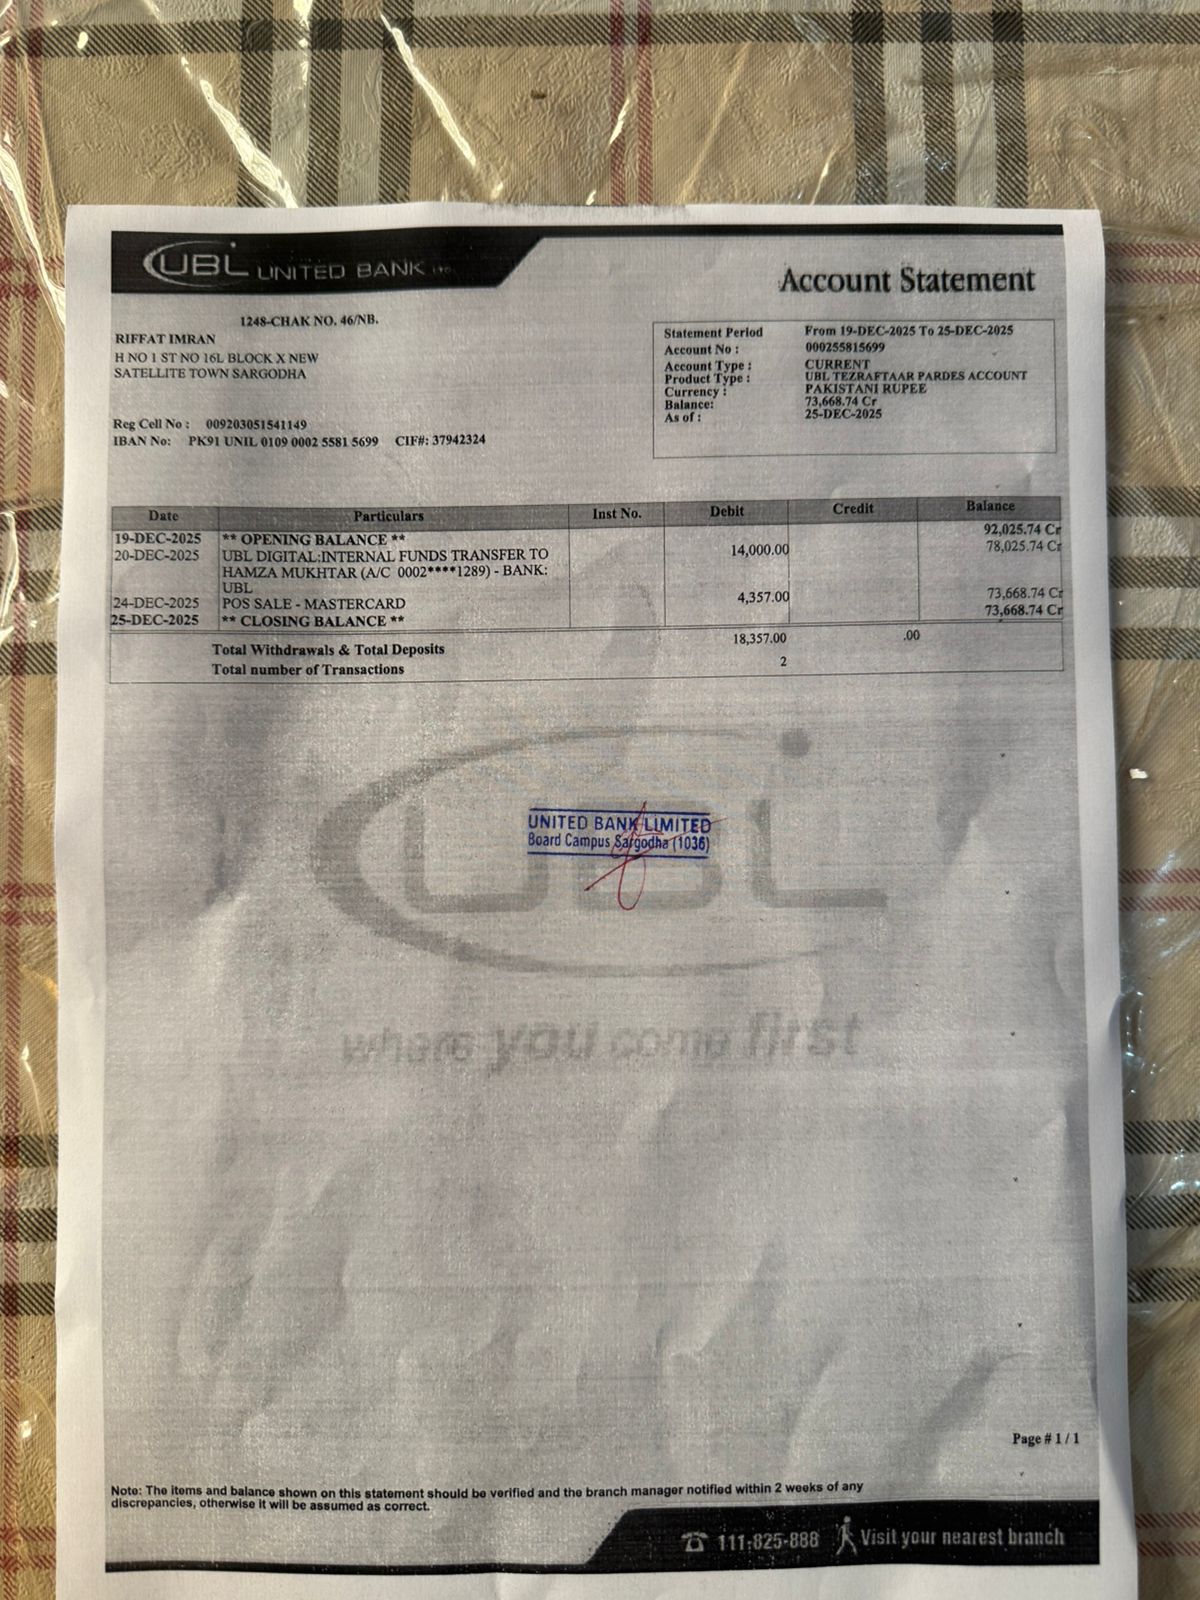 UBL UNITED BANK LTD.
Account Statement
1248-CHAK NO. 46/NB.
RIFFAT IMRAN
H NO 1 ST NO 16L BLOCK X NEW
SATELLITE TOWN SARGODHA
Reg Cell No : 009203051541149
IBAN No: PK91 UNIL 0109 0002 5581 5699 CIF#: 37942324
Statement Period From 19-DEC-2025 To 25-DEC-2025
Account No : 000255815699
Account Type : CURRENT
Product Type : UBL TEZRAFTAAR PARDES ACCOUNT
Currency : PAKISTANI RUPEE
Balance: 73,668.74 Cr
As of : 25-DEC-2025
Date Particulars Inst No. Debit Credit Balance
19-DEC-2025 ** OPENING BALANCE ** 92,025.74 Cr
20-DEC-2025 UBL DIGITAL:INTERNAL FUNDS TRANSFER TO 14,000.00 78,025.74 Cr
HAMZA MUKHTAR (A/C 0002****1289) - BANK:
UBL
24-DEC-2025 POS SALE - MASTERCARD 4,357.00 73,668.74 Cr
25-DEC-2025 ** CLOSING BALANCE ** 73,668.74 Cr
Total Withdrawals & Total Deposits 18,357.00 .00
Total number of Transactions 2
UNITED BANK LIMITED
Board Campus Sargodha (1036)
UBL
where you come first
Page # 1 / 1
Note: The items and balance shown on this statement should be verified and the branch manager notified within 2 weeks of any
discrepancies, otherwise it will be assumed as correct.
111-825-888 Visit your nearest branch